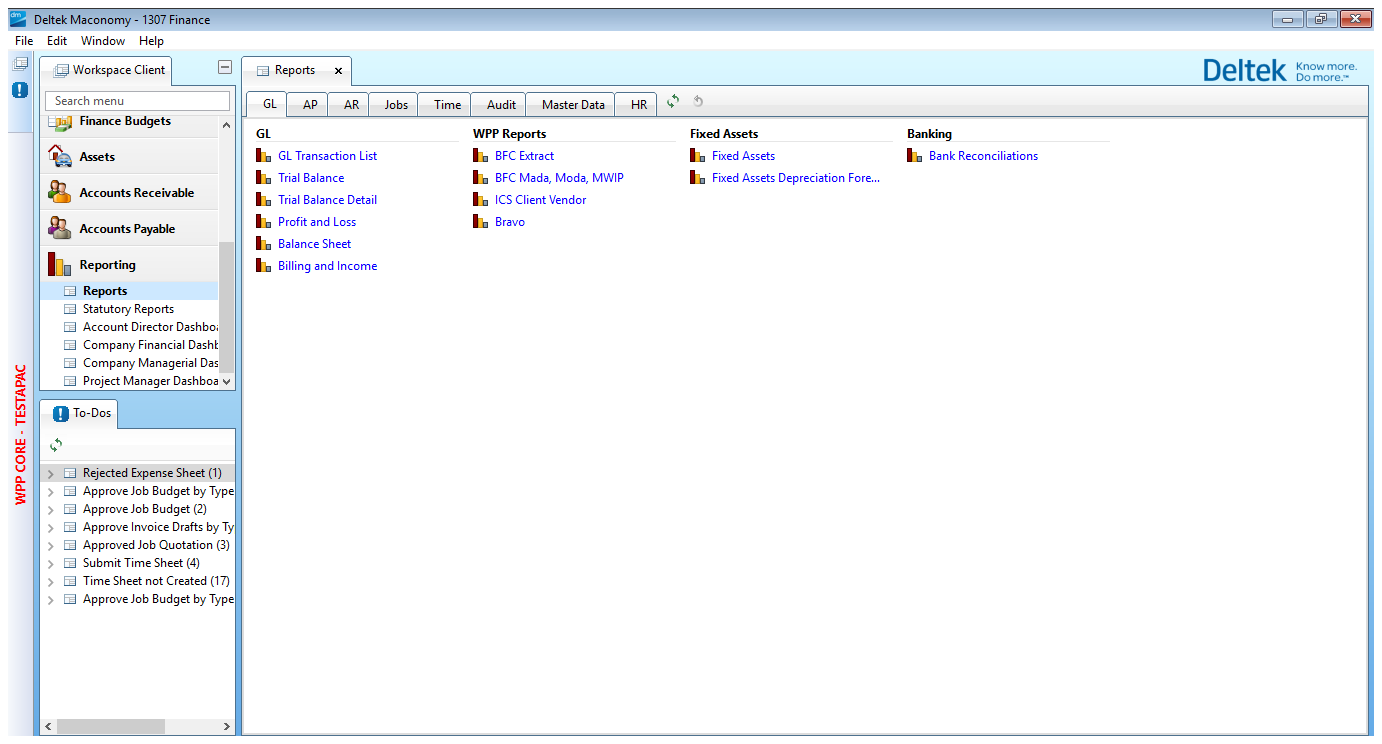 Deltek Maconomy - 1307 Finance
File Edit Window Help
Workspace Client
Search menu
Finance Budgets
Assets
Accounts Receivable
Accounts Payable
Reporting
Reports
Statutory Reports
Account Director Dashboa
Company Financial Dashb
Company Managerial Das
Project Manager Dashboa
WPP CORE - TESTAPAC
To-Dos
Rejected Expense Sheet (1)
Approve Job Budget by Type
Approve Job Budget (2)
Approve Invoice Drafts by Ty
Approved Job Quotation (3)
Submit Time Sheet (4)
Time Sheet not Created (17)
Approve Job Budget by Type
Reports
Deltek Know more.
Do more.™
GL AP AR Jobs Time Audit Master Data HR
GL
GL Transaction List
Trial Balance
Trial Balance Detail
Profit and Loss
Balance Sheet
Billing and Income
WPP Reports
BFC Extract
BFC Mada, Moda, MWIP
ICS Client Vendor
Bravo
Fixed Assets
Fixed Assets
Fixed Assets Depreciation Fore...
Banking
Bank Reconciliations